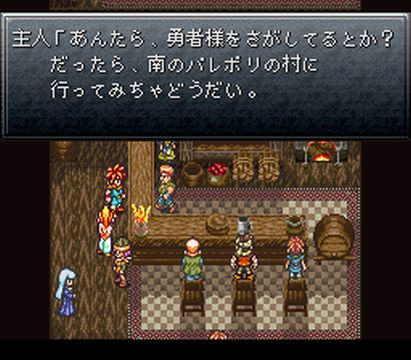 主人「あんたら、勇者様をさがしてるとか?
だったら、南のパレポリの村に
行ってみちゃどうだい。